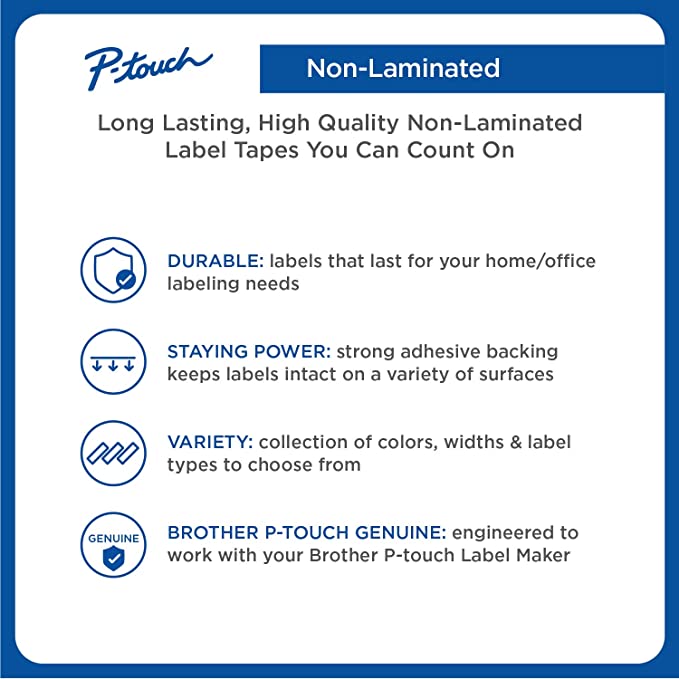 P-touch
Non-Laminated
Long Lasting, High Quality Non-Laminated
Label Tapes You Can Count On
DURABLE: labels that last for your home/office
labeling needs
STAYING POWER: strong adhesive backing
keeps labels intact on a variety of surfaces
VARIETY: collection of colors, widths & label
types to choose from
GENUINE
BROTHER P-TOUCH GENUINE: engineered to
work with your Brother P-touch Label Maker